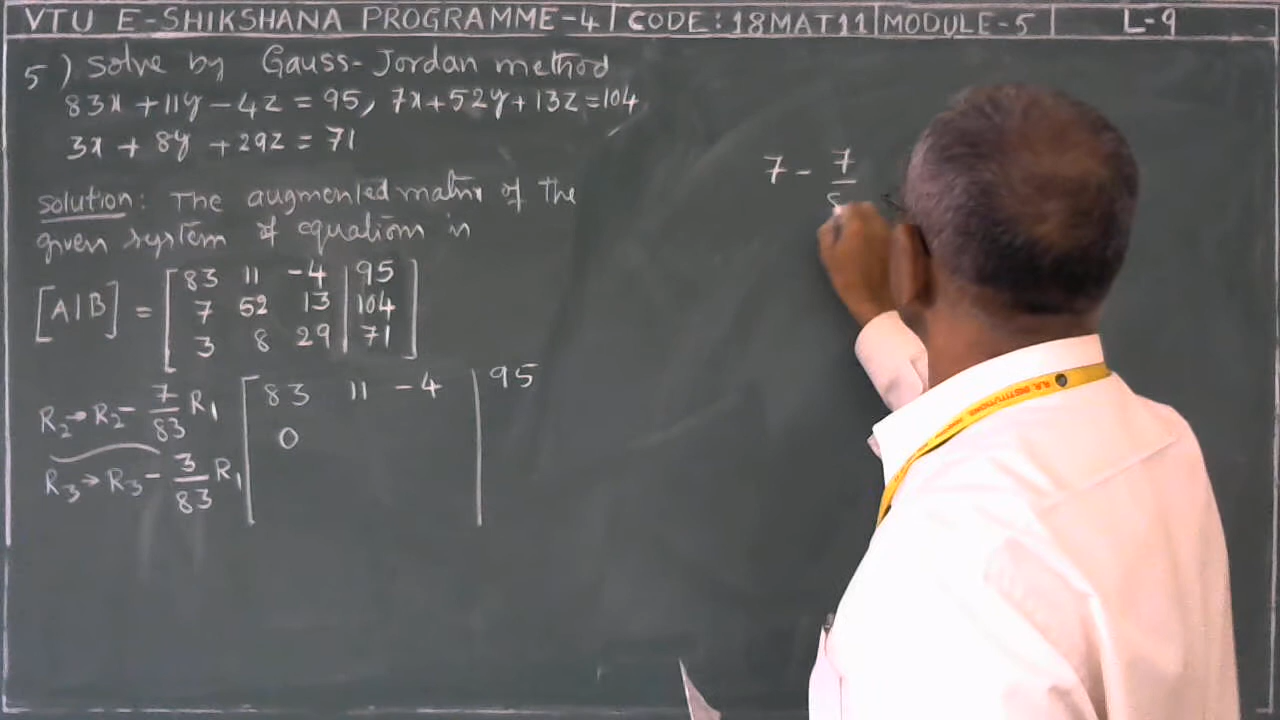 VTU E-SHIKSHANA PROGRAMME-4 | CODE: 18MAT11 | MODULE-5 | L-9
5) Solve by Gauss-Jordan method
83x + 11y - 4z = 95, 7x + 52y + 13z = 104
3x + 8y + 29z = 71
7 - 7/8
Solution: The augmented matrix of the
given system of equations is
[A|B] = [83 11 -4 | 95]
[7 52 13 | 104]
[3 8 29 | 71]
R2 → R2 - 7/83 R1 [83 11 -4 | 95
R3 → R3 - 3/83 R1 [0